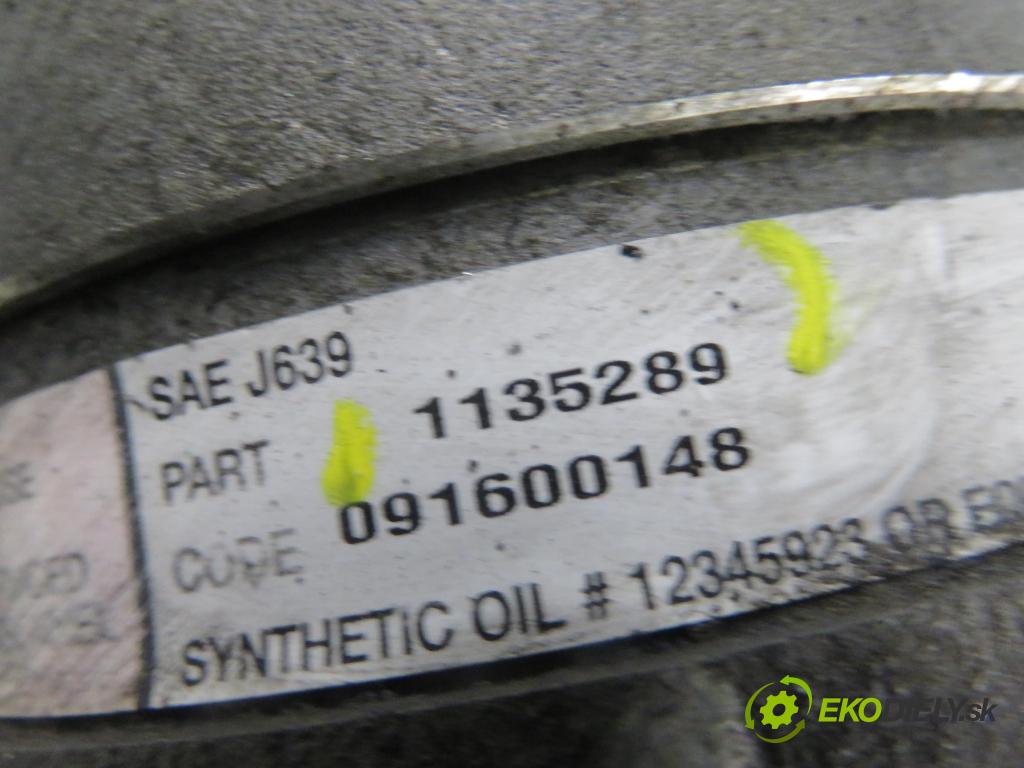 SAE J639
PART 1135289
CODE 091600148
SYNTHETIC OIL # 12345923 OR
EKODIELY.sk